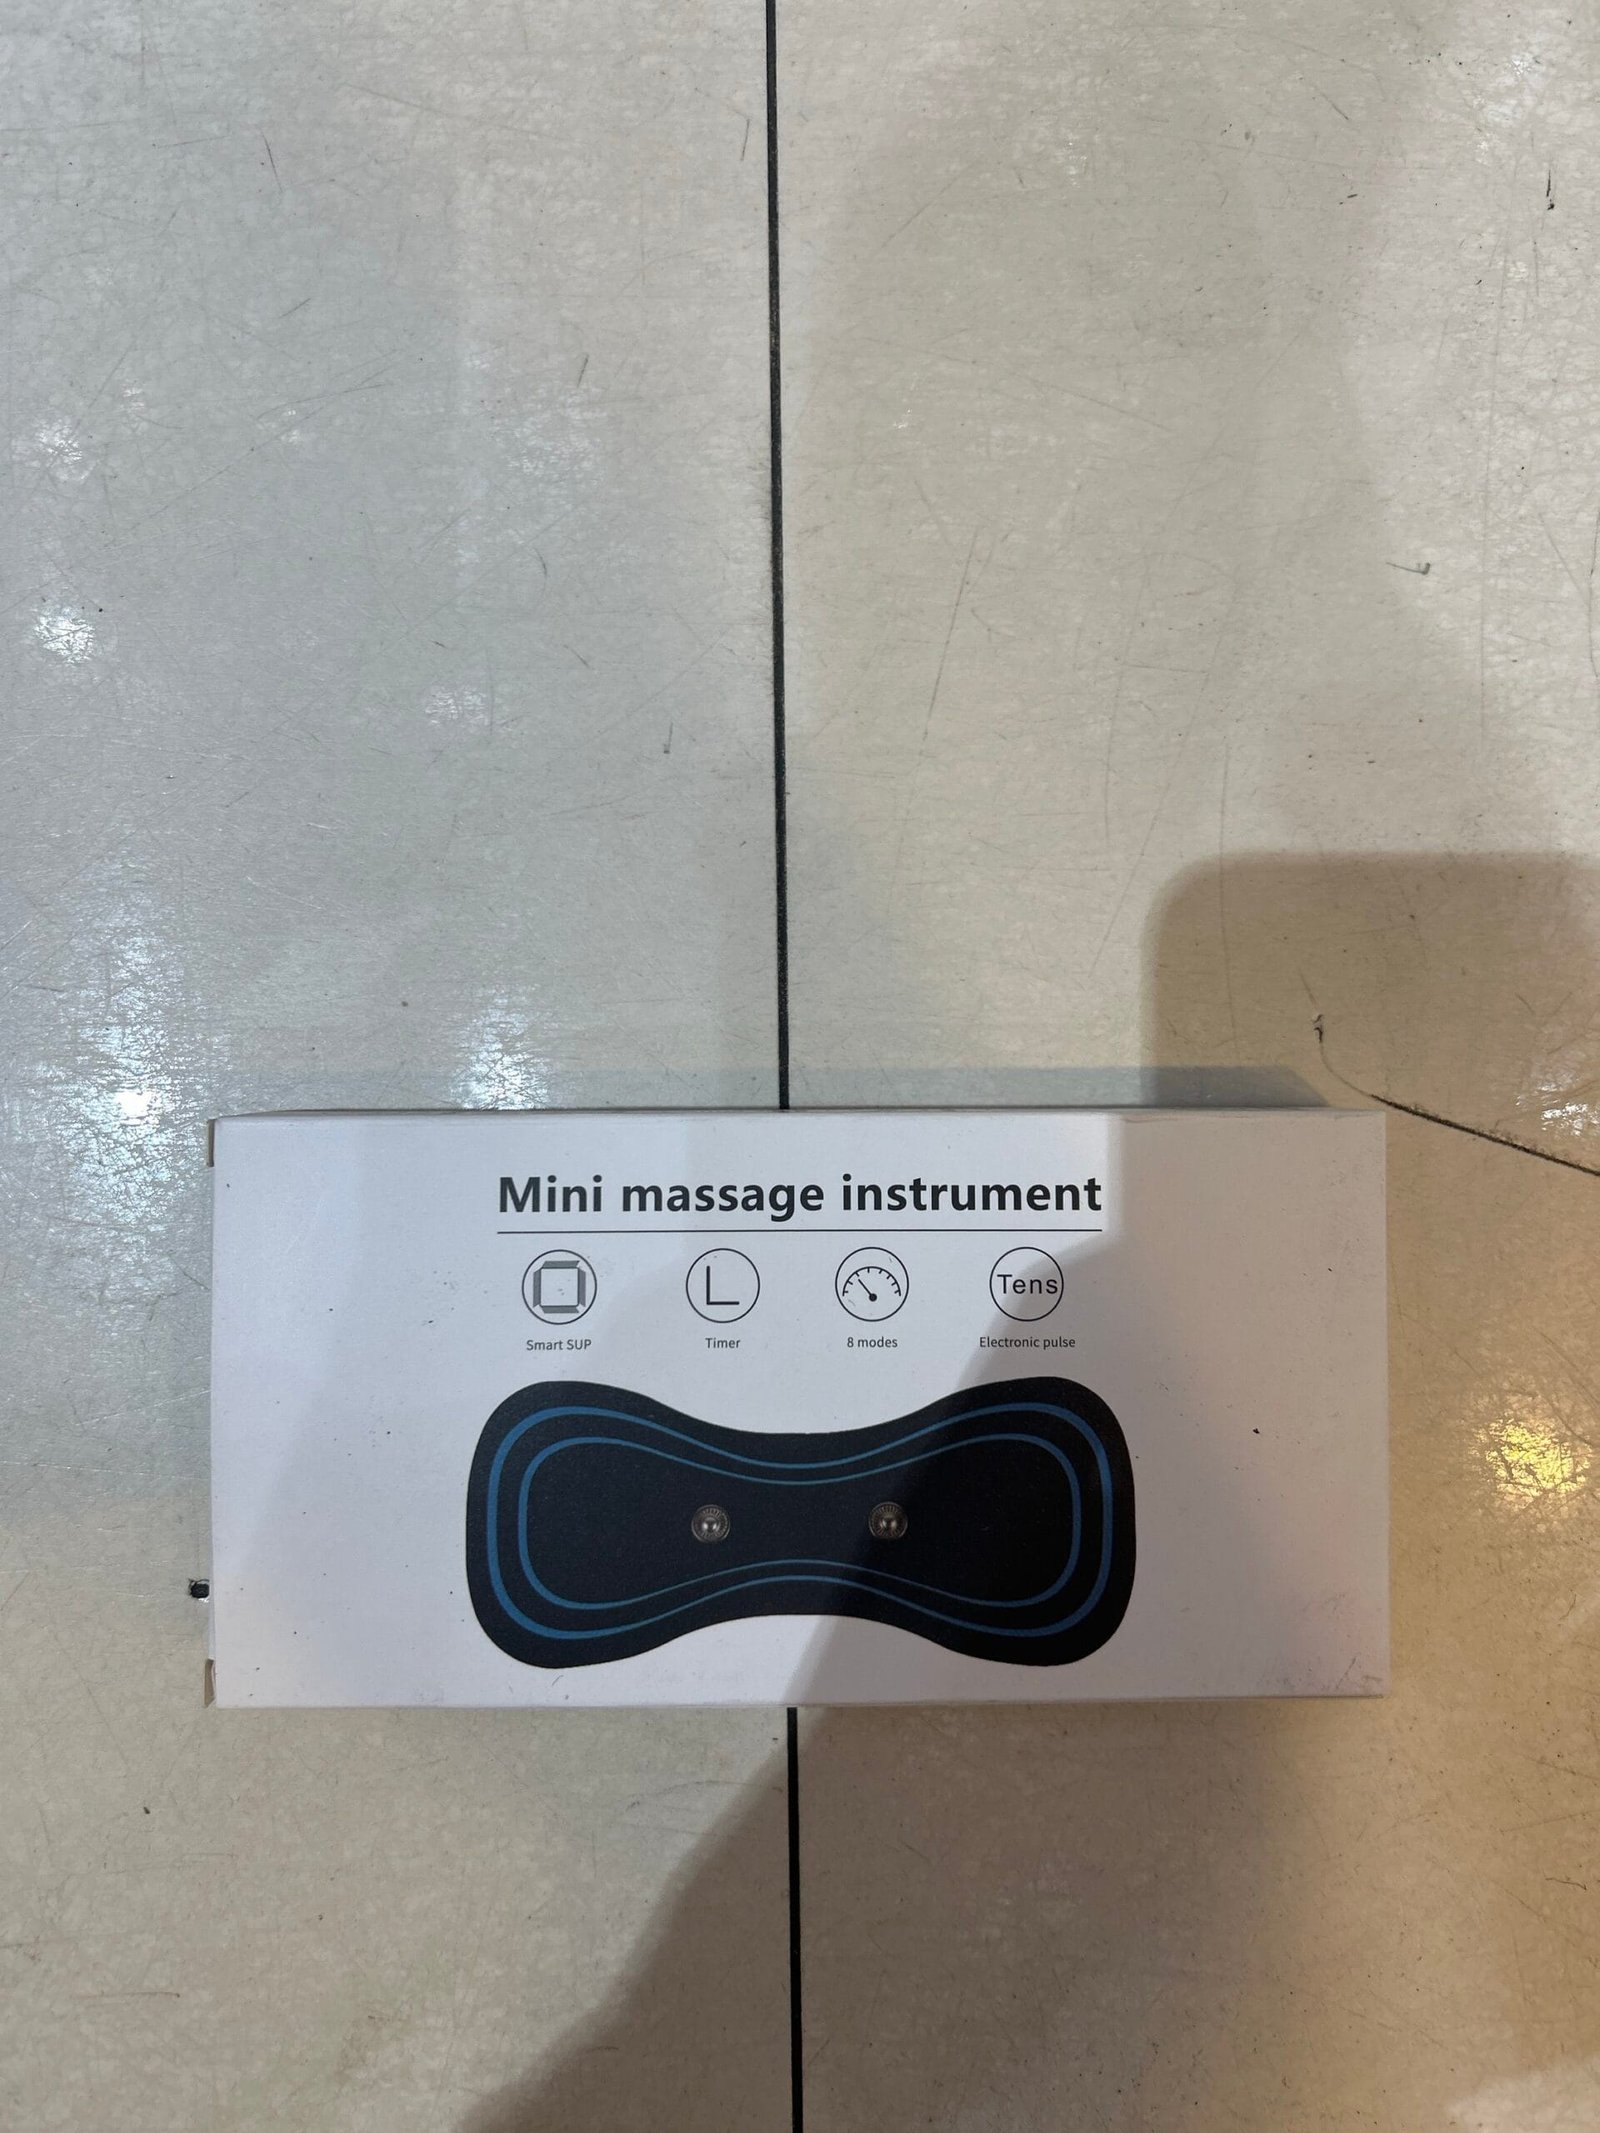 Mini massage instrument
Tens
Smart SUP
Timer
8 modes
Electronic pulse